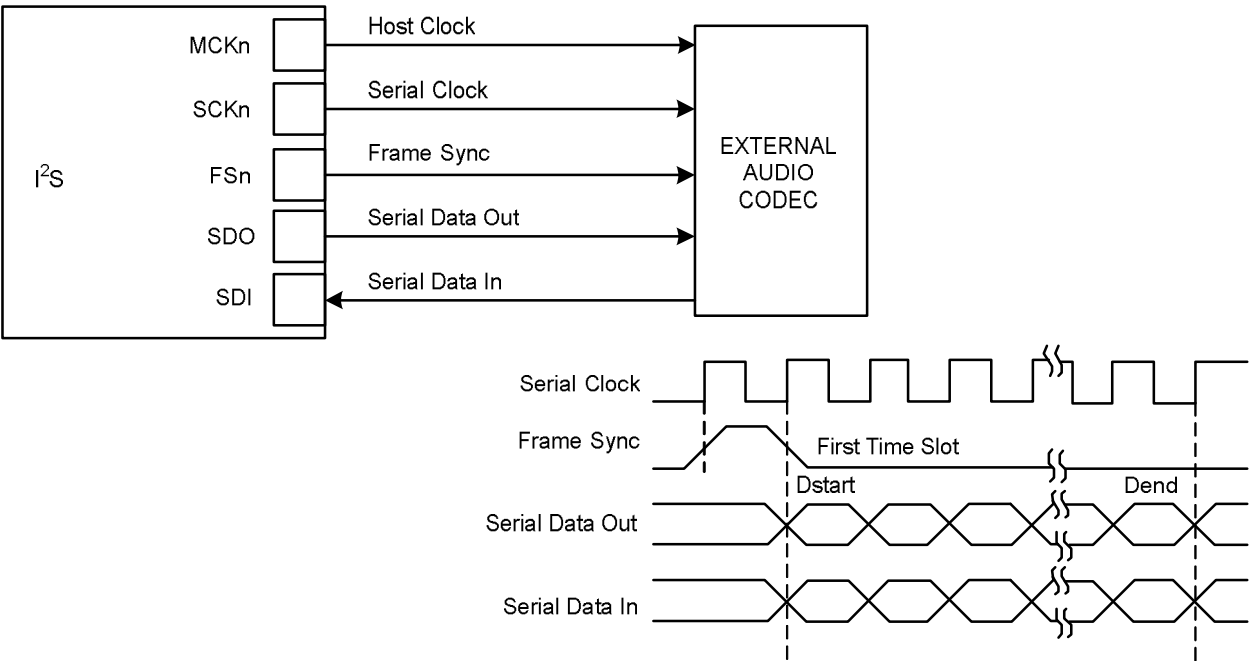 MCKn
Host Clock
SCKn
Serial Clock
I²S
FSn
Frame Sync
SDO
Serial Data Out
SDI
Serial Data In
EXTERNAL
AUDIO
CODEC
Serial Clock
Frame Sync
First Time Slot
Dstart
Dend
Serial Data Out
Serial Data In